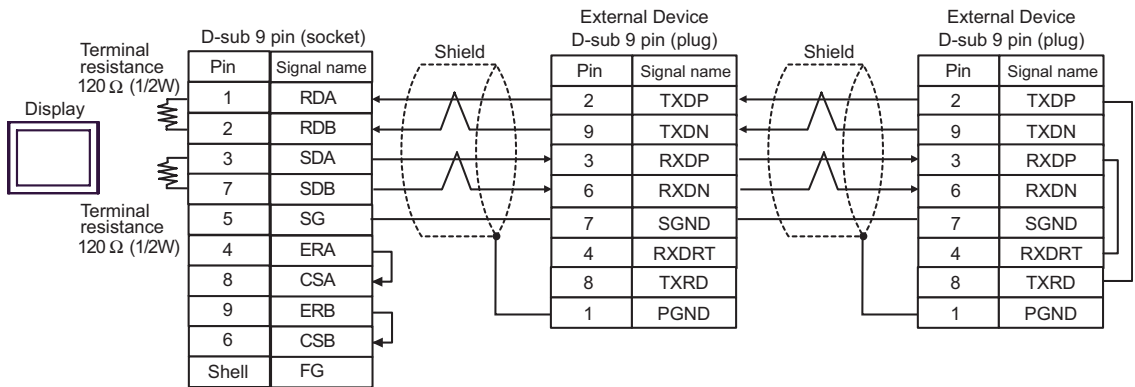 External Device
External Device
D-sub 9 pin (socket)
D-sub 9 pin (plug)
D-sub 9 pin (plug)
Terminal
resistance
120 Ω (1/2W)
Display
Terminal
resistance
120 Ω (1/2W)
Pin Signal name
1 RDA
2 RDB
3 SDA
7 SDB
5 SG
4 ERA
8 CSA
9 ERB
6 CSB
Shell FG
Shield
Pin Signal name
2 TXDP
9 TXDN
3 RXDP
6 RXDN
7 SGND
4 RXDRT
8 TXRD
1 PGND
Shield
Pin Signal name
2 TXDP
9 TXDN
3 RXDP
6 RXDN
7 SGND
4 RXDRT
8 TXRD
1 PGND